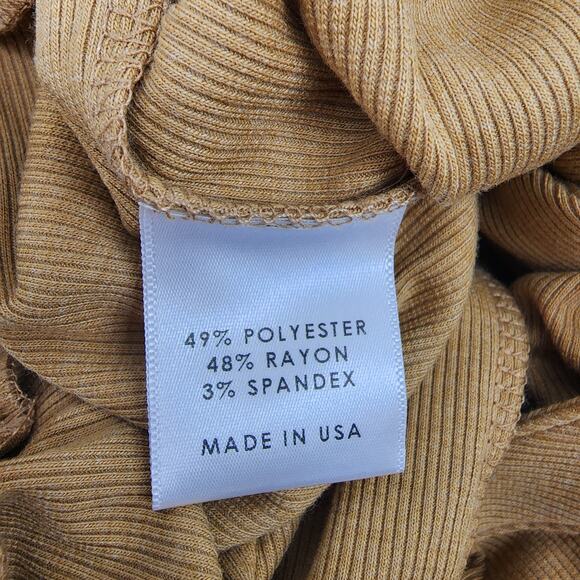 49% POLYESTER
48% RAYON
3% SPANDEX
MADE IN USA